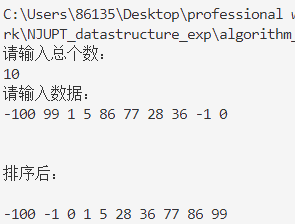 C:\Users\86135\Desktop\professional w
rk\NJUPT_datastructure_exp\algorithm_
请输入总个数：
10
请输入数据：
-100 99 1 5 86 77 28 36 -1 0
排序后：
-100 -1 0 1 5 28 36 77 86 99